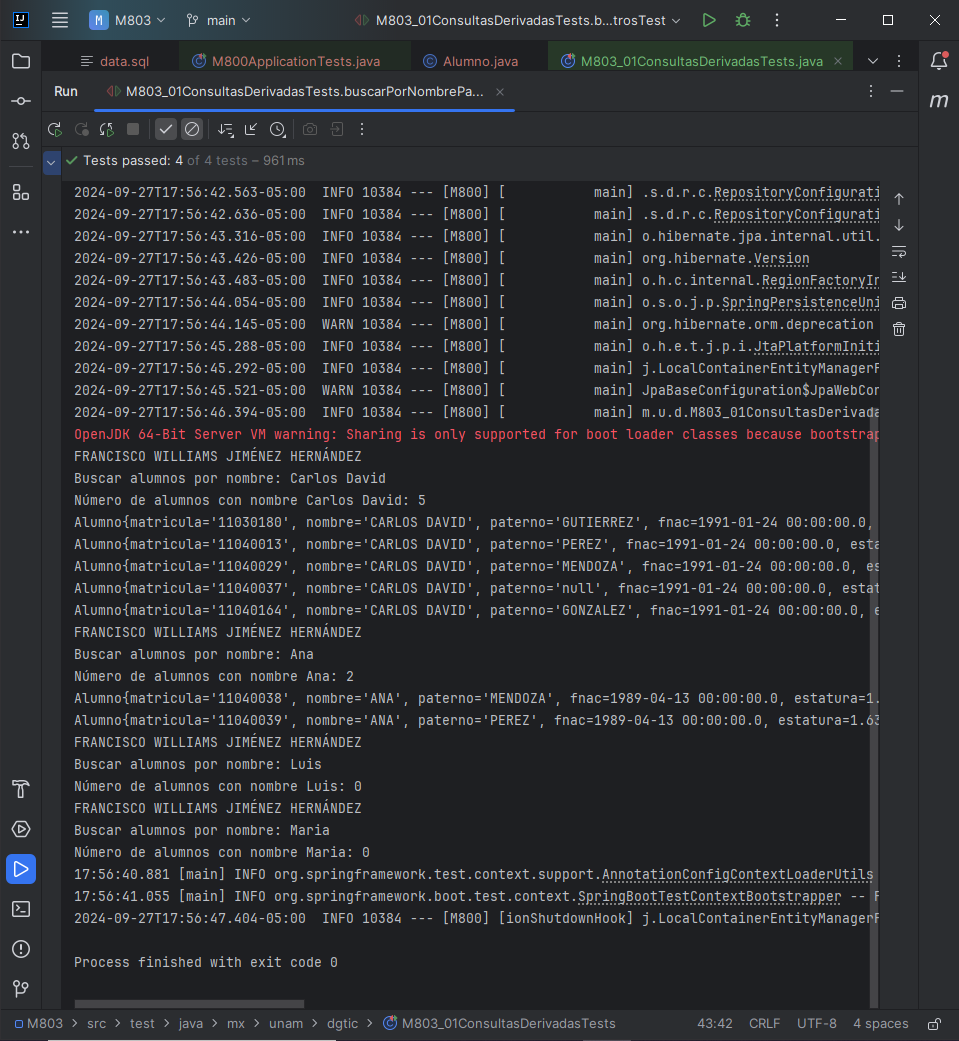 M M803 main M803_01ConsultasDerivadasTests.b...trosTest
data.sql M800ApplicationTests.java Alumno.java M803_01ConsultasDerivadasTests.java
Run M803_01ConsultasDerivadasTests.buscarPorNombrePa...
Tests passed: 4 of 4 tests – 961 ms
2024-09-27T17:56:42.563-05:00  INFO 10384 --- [M800] [           main] .s.d.r.c.RepositoryConfigurati
2024-09-27T17:56:42.636-05:00  INFO 10384 --- [M800] [           main] .s.d.r.c.RepositoryConfigurati
2024-09-27T17:56:43.316-05:00  INFO 10384 --- [M800] [           main] o.hibernate.jpa.internal.util.
2024-09-27T17:56:43.426-05:00  INFO 10384 --- [M800] [           main] org.hibernate.Version
2024-09-27T17:56:43.483-05:00  INFO 10384 --- [M800] [           main] o.h.c.internal.RegionFactoryIn
2024-09-27T17:56:44.054-05:00  INFO 10384 --- [M800] [           main] o.s.o.j.p.SpringPersistenceUni
2024-09-27T17:56:44.145-05:00  WARN 10384 --- [M800] [           main] org.hibernate.orm.deprecation
2024-09-27T17:56:45.288-05:00  INFO 10384 --- [M800] [           main] o.h.e.t.j.p.i.JtaPlatformIniti
2024-09-27T17:56:45.292-05:00  INFO 10384 --- [M800] [           main] j.LocalContainerEntityManagerF
2024-09-27T17:56:45.521-05:00  WARN 10384 --- [M800] [           main] JpaBaseConfiguration$JpaWebCon
2024-09-27T17:56:46.394-05:00  INFO 10384 --- [M800] [           main] m.u.d.M803_01ConsultasDerivada
OpenJDK 64-Bit Server VM warning: Sharing is only supported for boot loader classes because bootstrap
FRANCISCO WILLIAMS JIMÉNEZ HERNÁNDEZ
Buscar alumnos por nombre: Carlos David
Número de alumnos con nombre Carlos David: 5
Alumno{matricula='11030180', nombre='CARLOS DAVID', paterno='GUTIERREZ', fnac=1991-01-24 00:00:00.0,
Alumno{matricula='11040013', nombre='CARLOS DAVID', paterno='PEREZ', fnac=1991-01-24 00:00:00.0, esta
Alumno{matricula='11040029', nombre='CARLOS DAVID', paterno='MENDOZA', fnac=1991-01-24 00:00:00.0, es
Alumno{matricula='11040037', nombre='CARLOS DAVID', paterno='null', fnac=1991-01-24 00:00:00.0, estat
Alumno{matricula='11040164', nombre='CARLOS DAVID', paterno='GONZALEZ', fnac=1991-01-24 00:00:00.0, e
FRANCISCO WILLIAMS JIMÉNEZ HERNÁNDEZ
Buscar alumnos por nombre: Ana
Número de alumnos con nombre Ana: 2
Alumno{matricula='11040038', nombre='ANA', paterno='MENDOZA', fnac=1989-04-13 00:00:00.0, estatura=1.
Alumno{matricula='11040039', nombre='ANA', paterno='PEREZ', fnac=1989-04-13 00:00:00.0, estatura=1.63
FRANCISCO WILLIAMS JIMÉNEZ HERNÁNDEZ
Buscar alumnos por nombre: Luis
Número de alumnos con nombre Luis: 0
FRANCISCO WILLIAMS JIMÉNEZ HERNÁNDEZ
Buscar alumnos por nombre: Maria
Número de alumnos con nombre Maria: 0
17:56:40.881 [main] INFO org.springframework.test.context.support.AnnotationConfigContextLoaderUtils
17:56:41.055 [main] INFO org.springframework.boot.test.context.SpringBootTestContextBootstrapper -- F
2024-09-27T17:56:47.404-05:00  INFO 10384 --- [M800] [ionShutdownHook] j.LocalContainerEntityManagerF
Process finished with exit code 0
M803 > src > test > java > mx > unam > dgtic > M803_01ConsultasDerivadasTests 43:42 CRLF UTF-8 4 spaces